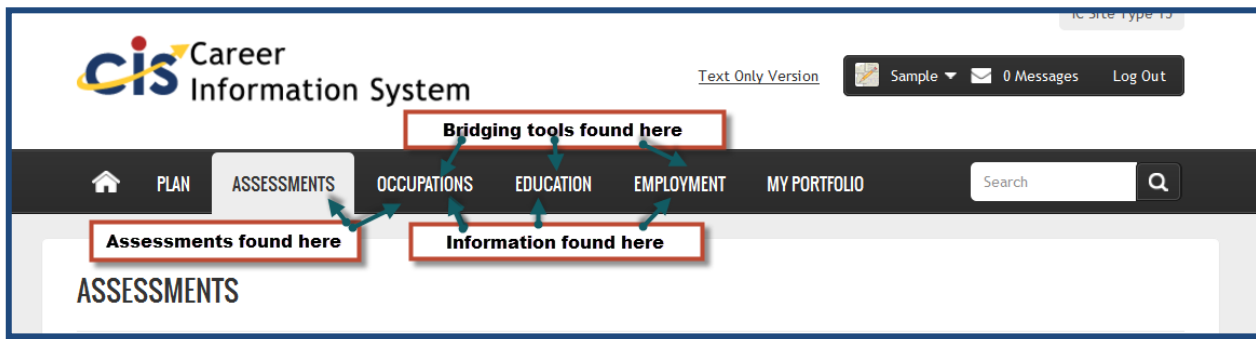 IC Site Type 15
cis Career
Information System
Text Only Version
Sample 0 Messages Log Out
Bridging tools found here
PLAN ASSESSMENTS OCCUPATIONS EDUCATION EMPLOYMENT MY PORTFOLIO Search
Assessments found here
Information found here
ASSESSMENTS